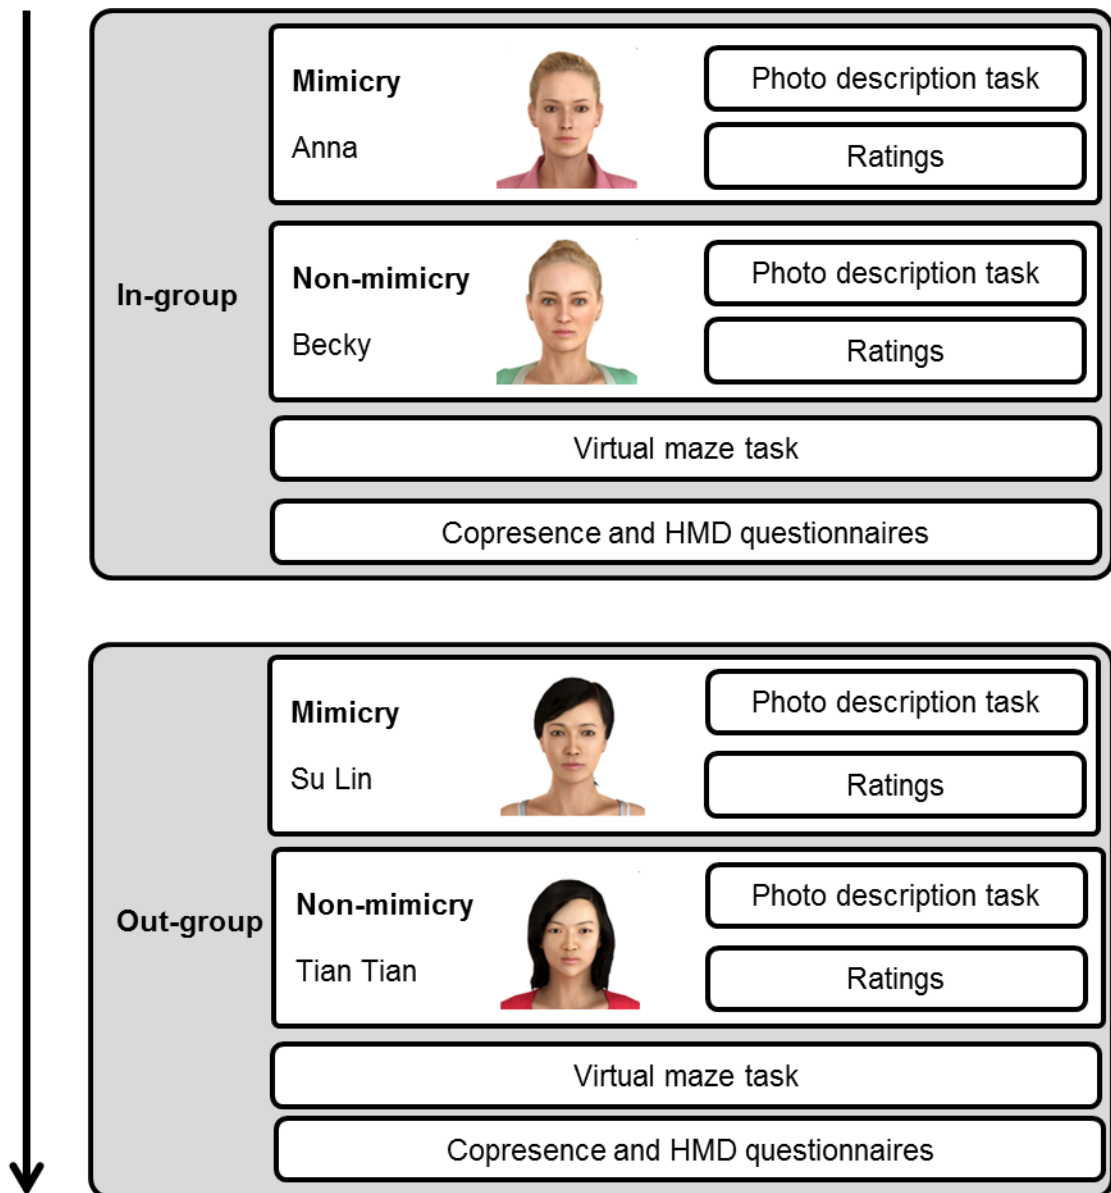 In-group
Mimicry
Anna
Photo description task
Ratings
Non-mimicry
Becky
Photo description task
Ratings
Virtual maze task
Copresence and HMD questionnaires
Out-group
Mimicry
Su Lin
Photo description task
Ratings
Non-mimicry
Tian Tian
Photo description task
Ratings
Virtual maze task
Copresence and HMD questionnaires